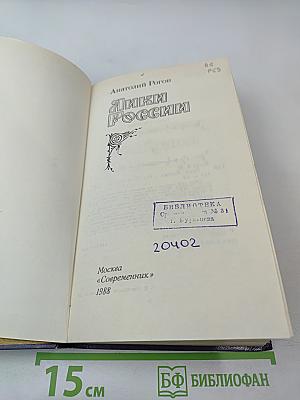 Анатолий Рогов
ЛИКИ
РОССИИ
БИБЛИОТЕКА
20402
Москва
«Современник»
1988
15 см
БФ БИБЛИОФАН